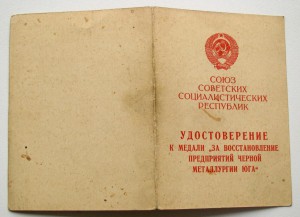 СОЮЗ
СОВЕТСКИХ
СОЦИАЛИСТИЧЕСКИХ
РЕСПУБЛИК
УДОСТОВЕРЕНИЕ
К МЕДАЛИ „ЗА ВОССТАНОВЛЕНИЕ
ПРЕДПРИЯТИЙ ЧЕРНОЙ
МЕТАЛЛУРГИИ ЮГА“